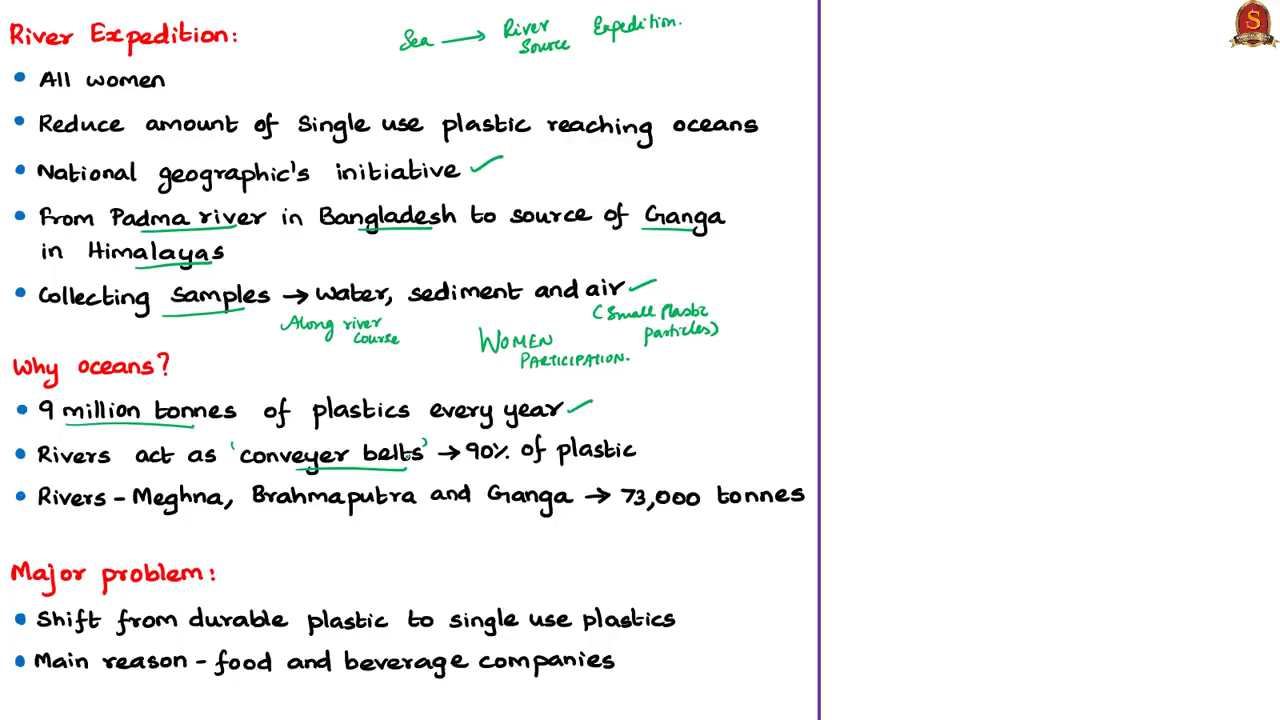 River Expedition:
Sea → River Source Expedition.
• All women
• Reduce amount of single use plastic reaching oceans
• National geographic's initiative ✓
• From Padma river in Bangladesh to source of Ganga
in Himalayas
• Collecting samples → water, sediment and air ✓
(Small Plastic particles)
Along river course
WOMEN PARTICIPATION.
Why oceans?
• 9 million tonnes of plastics every year ✓
• Rivers act as 'conveyer belts' → 90% of plastic
• Rivers - Meghna, Brahmaputra and Ganga → 73,000 tonnes
Major problem:
• Shift from durable plastic to single use plastics
• Main reason - food and beverage companies
S